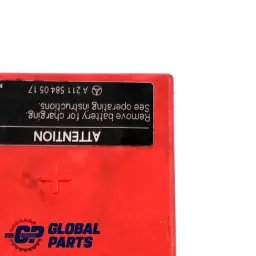 ATTENTION
Remove battery for charging.
See operating instructions.
A 211 584 05 17
GP GLOBAL
PARTS